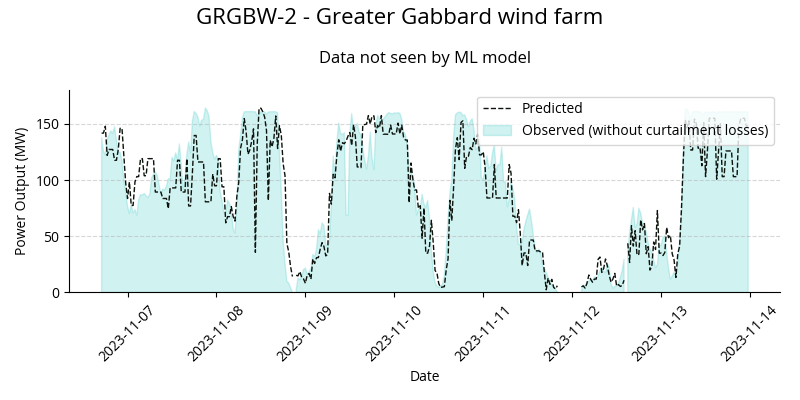 GRGBW-2 - Greater Gabbard wind farm
Data not seen by ML model
Predicted
Observed (without curtailment losses)
Power Output (MW)
150
100
50
0
2023-11-07
2023-11-08
2023-11-09
2023-11-10
2023-11-11
2023-11-12
2023-11-13
2023-11-14
Date